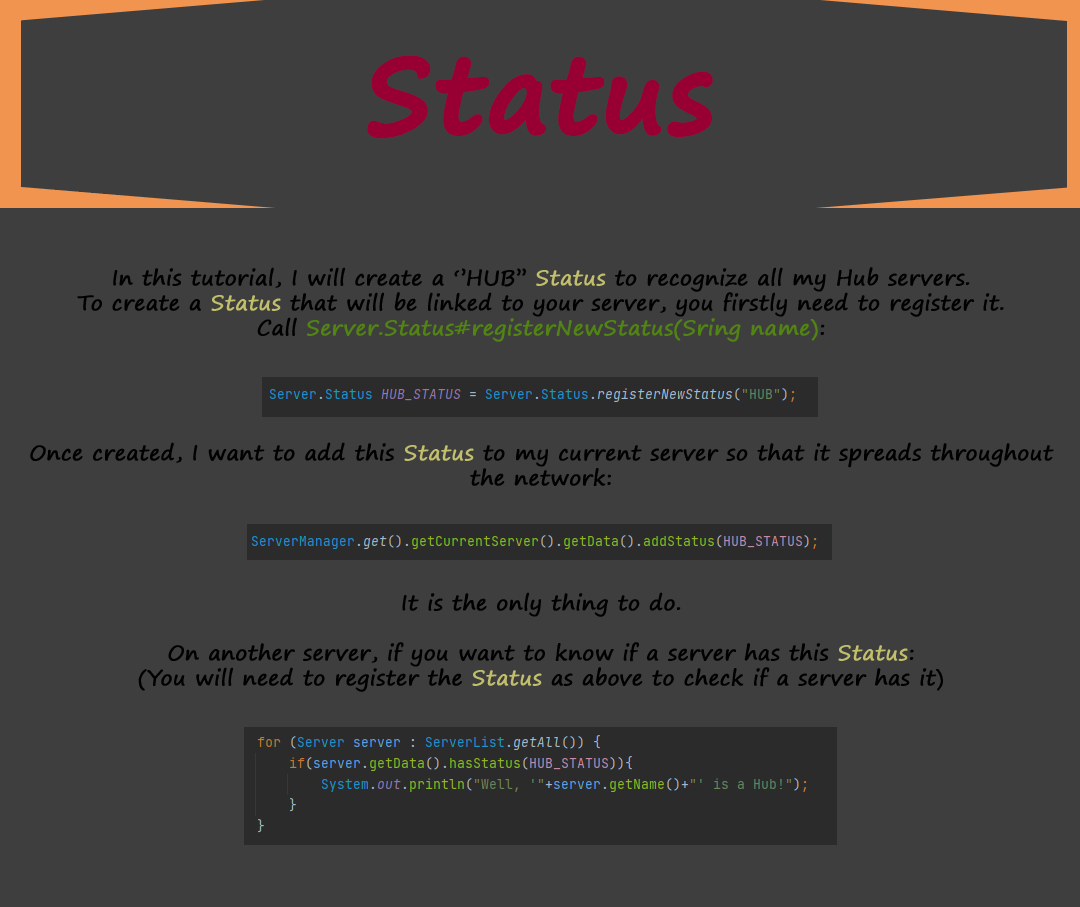 Status
In this tutorial, I will create a ‘’HUB” Status to recognize all my Hub servers.
To create a Status that will be linked to your server, you firstly need to register it.
Call Server.Status#registerNewStatus(Sring name):
Server.Status HUB_STATUS = Server.Status.registerNewStatus("HUB");
Once created, I want to add this Status to my current server so that it spreads throughout
the network:
ServerManager.get().getCurrentServer().getData().addStatus(HUB_STATUS);
It is the only thing to do.
On another server, if you want to know if a server has this Status:
(You will need to register the Status as above to check if a server has it)
for (Server server : ServerList.getAll()) {
if(server.getData().hasStatus(HUB_STATUS)){
System.out.println("Well, '"+server.getName()+"' is a Hub!");
}
}